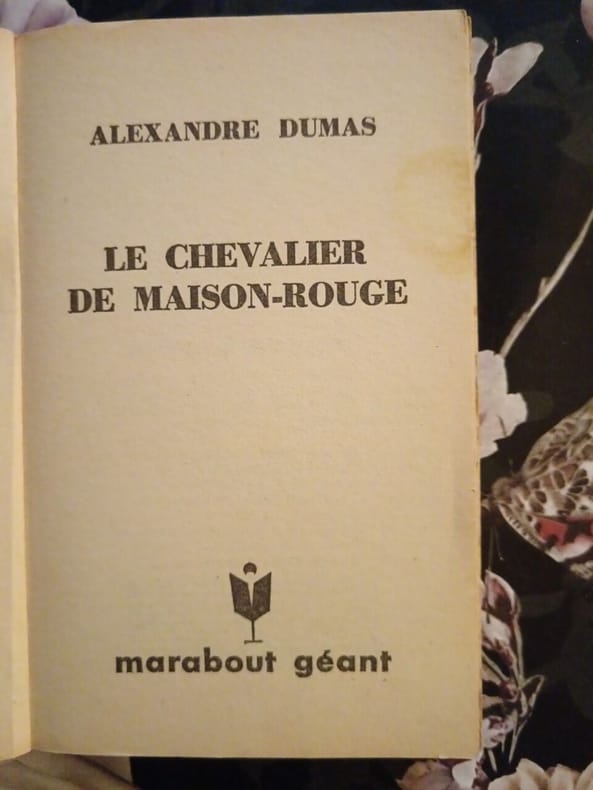 ALEXANDRE DUMAS
LE CHEVALIER
DE MAISON-ROUGE
marabout géant